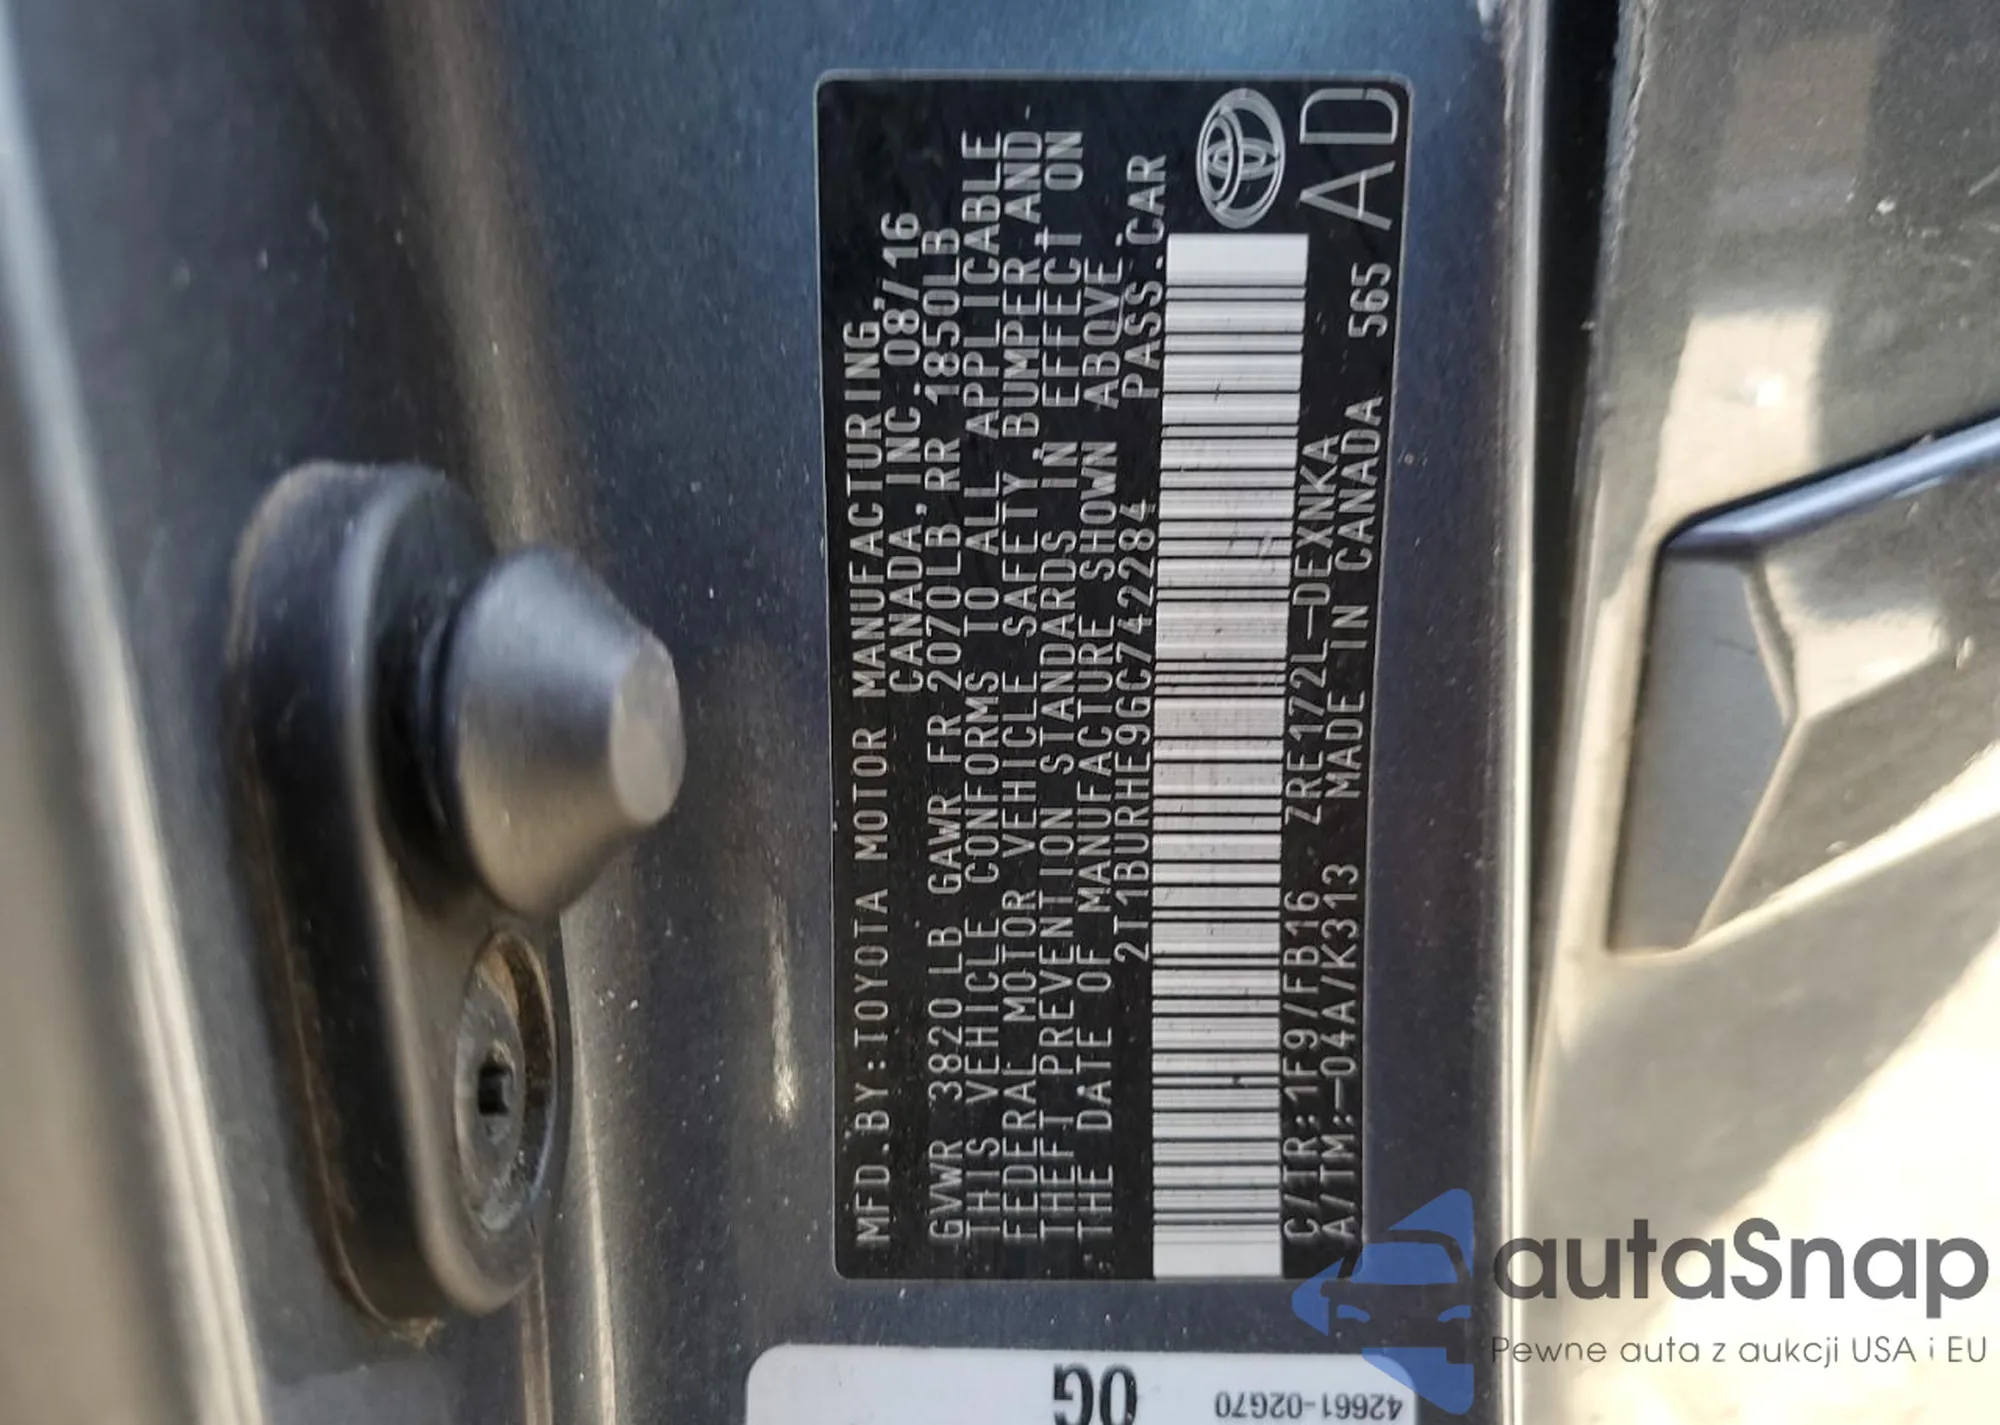 MFD.BY:TOYOTA MOTOR MANUFACTURING,
CANADA, INC. 08/16
GVWR 3820 LB GAWR FR 2070LB, RR 1850LB
THIS VEHICLE CONFORMS TO ALL APPLICABLE
FEDERAL MOTOR VEHICLE SAFETY, BUMPER, AND
THEFT PREVENTION STANDARDS IN EFFECT ON
THE DATE OF MANUFACTURE SHOWN ABOVE.
2T1BURHE9GC742284 PASS.CAR
C/TR:1F9/FB16 ZRE172L-DEXNKA
A/TM:-04A/K313 MADE IN CANADA 565
AD
0G
42661-02G70
autaSnap
Pewne auta z aukcji USA i EU